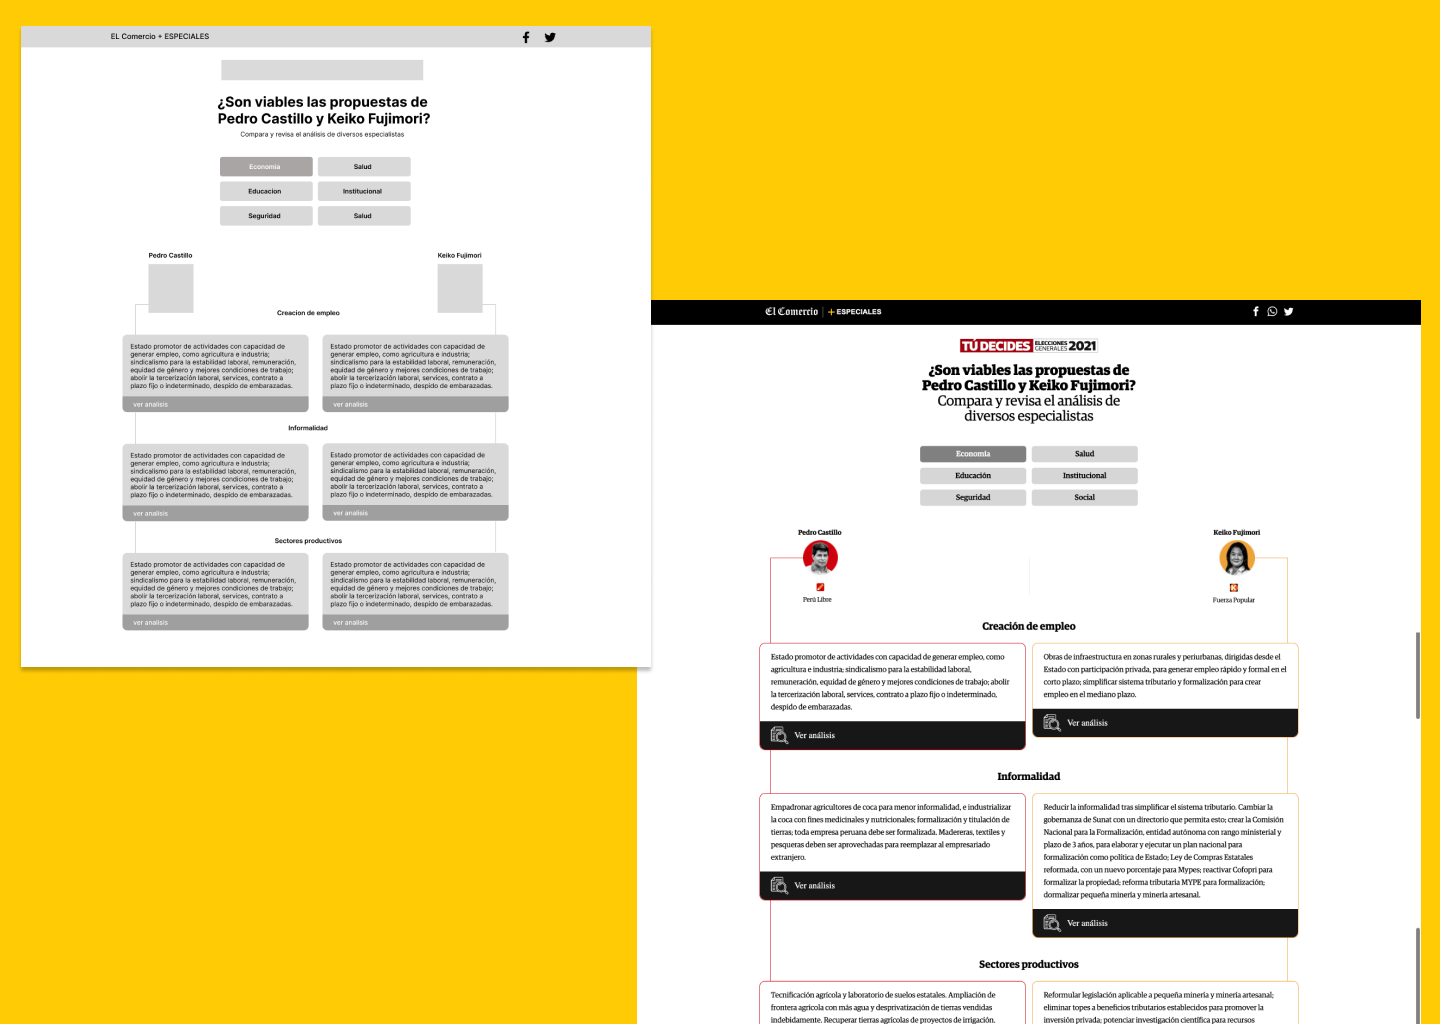 EL Comercio + ESPECIALES
¿Son viables las propuestas de
Pedro Castillo y Keiko Fujimori?
Compara y revisa el análisis de diversos especialistas
Economía
Salud
Educacion
Institucional
Seguridad
Salud
Pedro Castillo
Keiko Fujimori
Creacion de empleo
Estado promotor de actividades con capacidad de
generar empleo, como agricultura e industria;
sindicalismo para la estabilidad laboral, remuneración,
equidad de género y mejores condiciones de trabajo;
abolir la tercerización laboral, services, contrato a
plazo fijo o indeterminado, despido de embarazadas.
ver analisis
Estado promotor de actividades con capacidad de
generar empleo, como agricultura e industria;
sindicalismo para la estabilidad laboral, remuneración,
equidad de género y mejores condiciones de trabajo;
abolir la tercerización laboral, services, contrato a
plazo fijo o indeterminado, despido de embarazadas.
ver analisis
Informalidad
Estado promotor de actividades con capacidad de
generar empleo, como agricultura e industria;
sindicalismo para la estabilidad laboral, remuneración,
equidad de género y mejores condiciones de trabajo;
abolir la tercerización laboral, services, contrato a
plazo fijo o indeterminado, despido de embarazadas.
ver analisis
Estado promotor de actividades con capacidad de
generar empleo, como agricultura e industria;
sindicalismo para la estabilidad laboral, remuneración,
equidad de género y mejores condiciones de trabajo;
abolir la tercerización laboral, services, contrato a
plazo fijo o indeterminado, despido de embarazadas.
ver analisis
Sectores productivos
Estado promotor de actividades con capacidad de
generar empleo, como agricultura e industria;
sindicalismo para la estabilidad laboral, remuneración,
equidad de género y mejores condiciones de trabajo;
abolir la tercerización laboral, services, contrato a
plazo fijo o indeterminado, despido de embarazadas.
ver analisis
Estado promotor de actividades con capacidad de
generar empleo, como agricultura e industria;
sindicalismo para la estabilidad laboral, remuneración,
equidad de género y mejores condiciones de trabajo;
abolir la tercerización laboral, services, contrato a
plazo fijo o indeterminado, despido de embarazadas.
ver analisis
El Comercio | + ESPECIALES
TÚ DECIDES ELECCIONES GENERALES 2021
¿Son viables las propuestas de
Pedro Castillo y Keiko Fujimori?
Compara y revisa el análisis de
diversos especialistas
Economía
Salud
Educación
Institucional
Seguridad
Social
Pedro Castillo
Perú Libre
Keiko Fujimori
Fuerza Popular
Creación de empleo
Estado promotor de actividades con capacidad de generar empleo, como
agricultura e industria; sindicalismo para la estabilidad laboral,
remuneración, equidad de género y mejores condiciones de trabajo; abolir
la tercerización laboral, services, contrato a plazo fijo o indeterminado,
despido de embarazadas.
Ver análisis
Obras de infraestructura en zonas rurales y periurbanas, dirigidas desde el
Estado con participación privada, para generar empleo rápido y formal en el
corto plazo; simplificar sistema tributario y formalización para crear
empleo en el mediano plazo.
Ver análisis
Informalidad
Empadronar agricultores de coca para menor informalidad, e industrializar
la coca con fines medicinales y nutricionales; formalización y titulación de
tierras; toda empresa peruana debe ser formalizada. Madereras, textiles y
pesqueras deben ser aprovechadas para reemplazar al empresariado
extranjero.
Ver análisis
Reducir la informalidad tras simplificar el sistema tributario. Cambiar la
gobernanza de Sunat con un directorio que permita esto; crear la Comisión
Nacional para la Formalización, entidad autónoma con rango ministerial y
plazo de 3 años, para elaborar y ejecutar un plan nacional para
formalización como política de Estado; Ley de Compras Estatales
reformada, con un nuevo porcentaje para Mypes; reactivar Cofopri para
formalizar la propiedad; reforma tributaria MYPE para formalización;
dormalizar pequeña minería y minería artesanal.
Ver análisis
Sectores productivos
Tecnificación agrícola y laboratorio de suelos estatales. Ampliación de
frontera agrícola con más agua y desprivatización de tierras vendidas
indebidamente. Recuperar tierras agrícolas de proyectos de irrigación.
Reformular legislación aplicable a pequeña minería y minería artesanal;
eliminar topes a beneficios tributarios establecidos para promover la
inversión privada; potenciar investigación científica para recursos